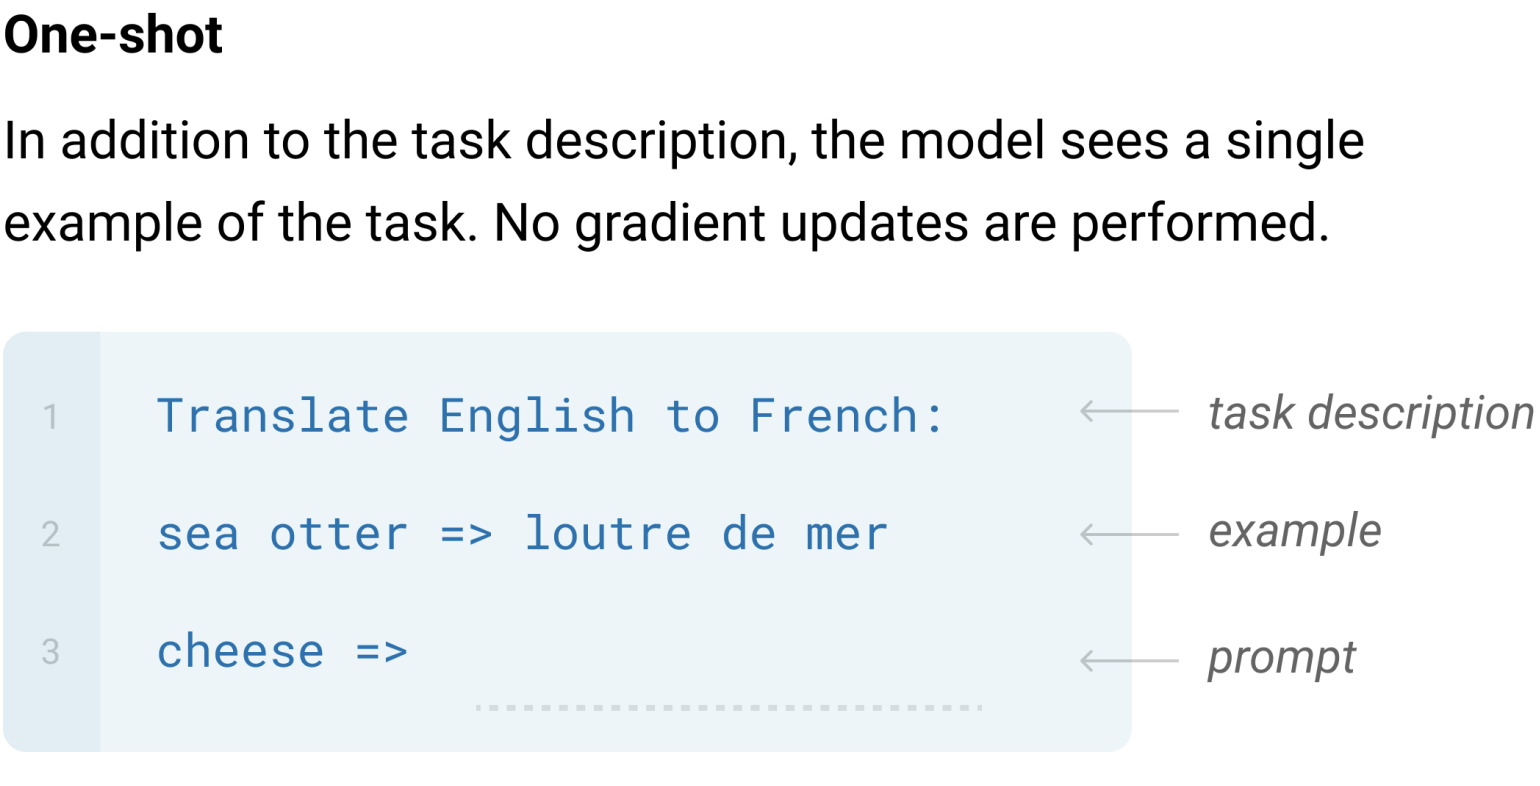 One-shot
In addition to the task description, the model sees a single
example of the task. No gradient updates are performed.
1 Translate English to French: task description
2 sea otter => loutre de mer example
3 cheese => prompt